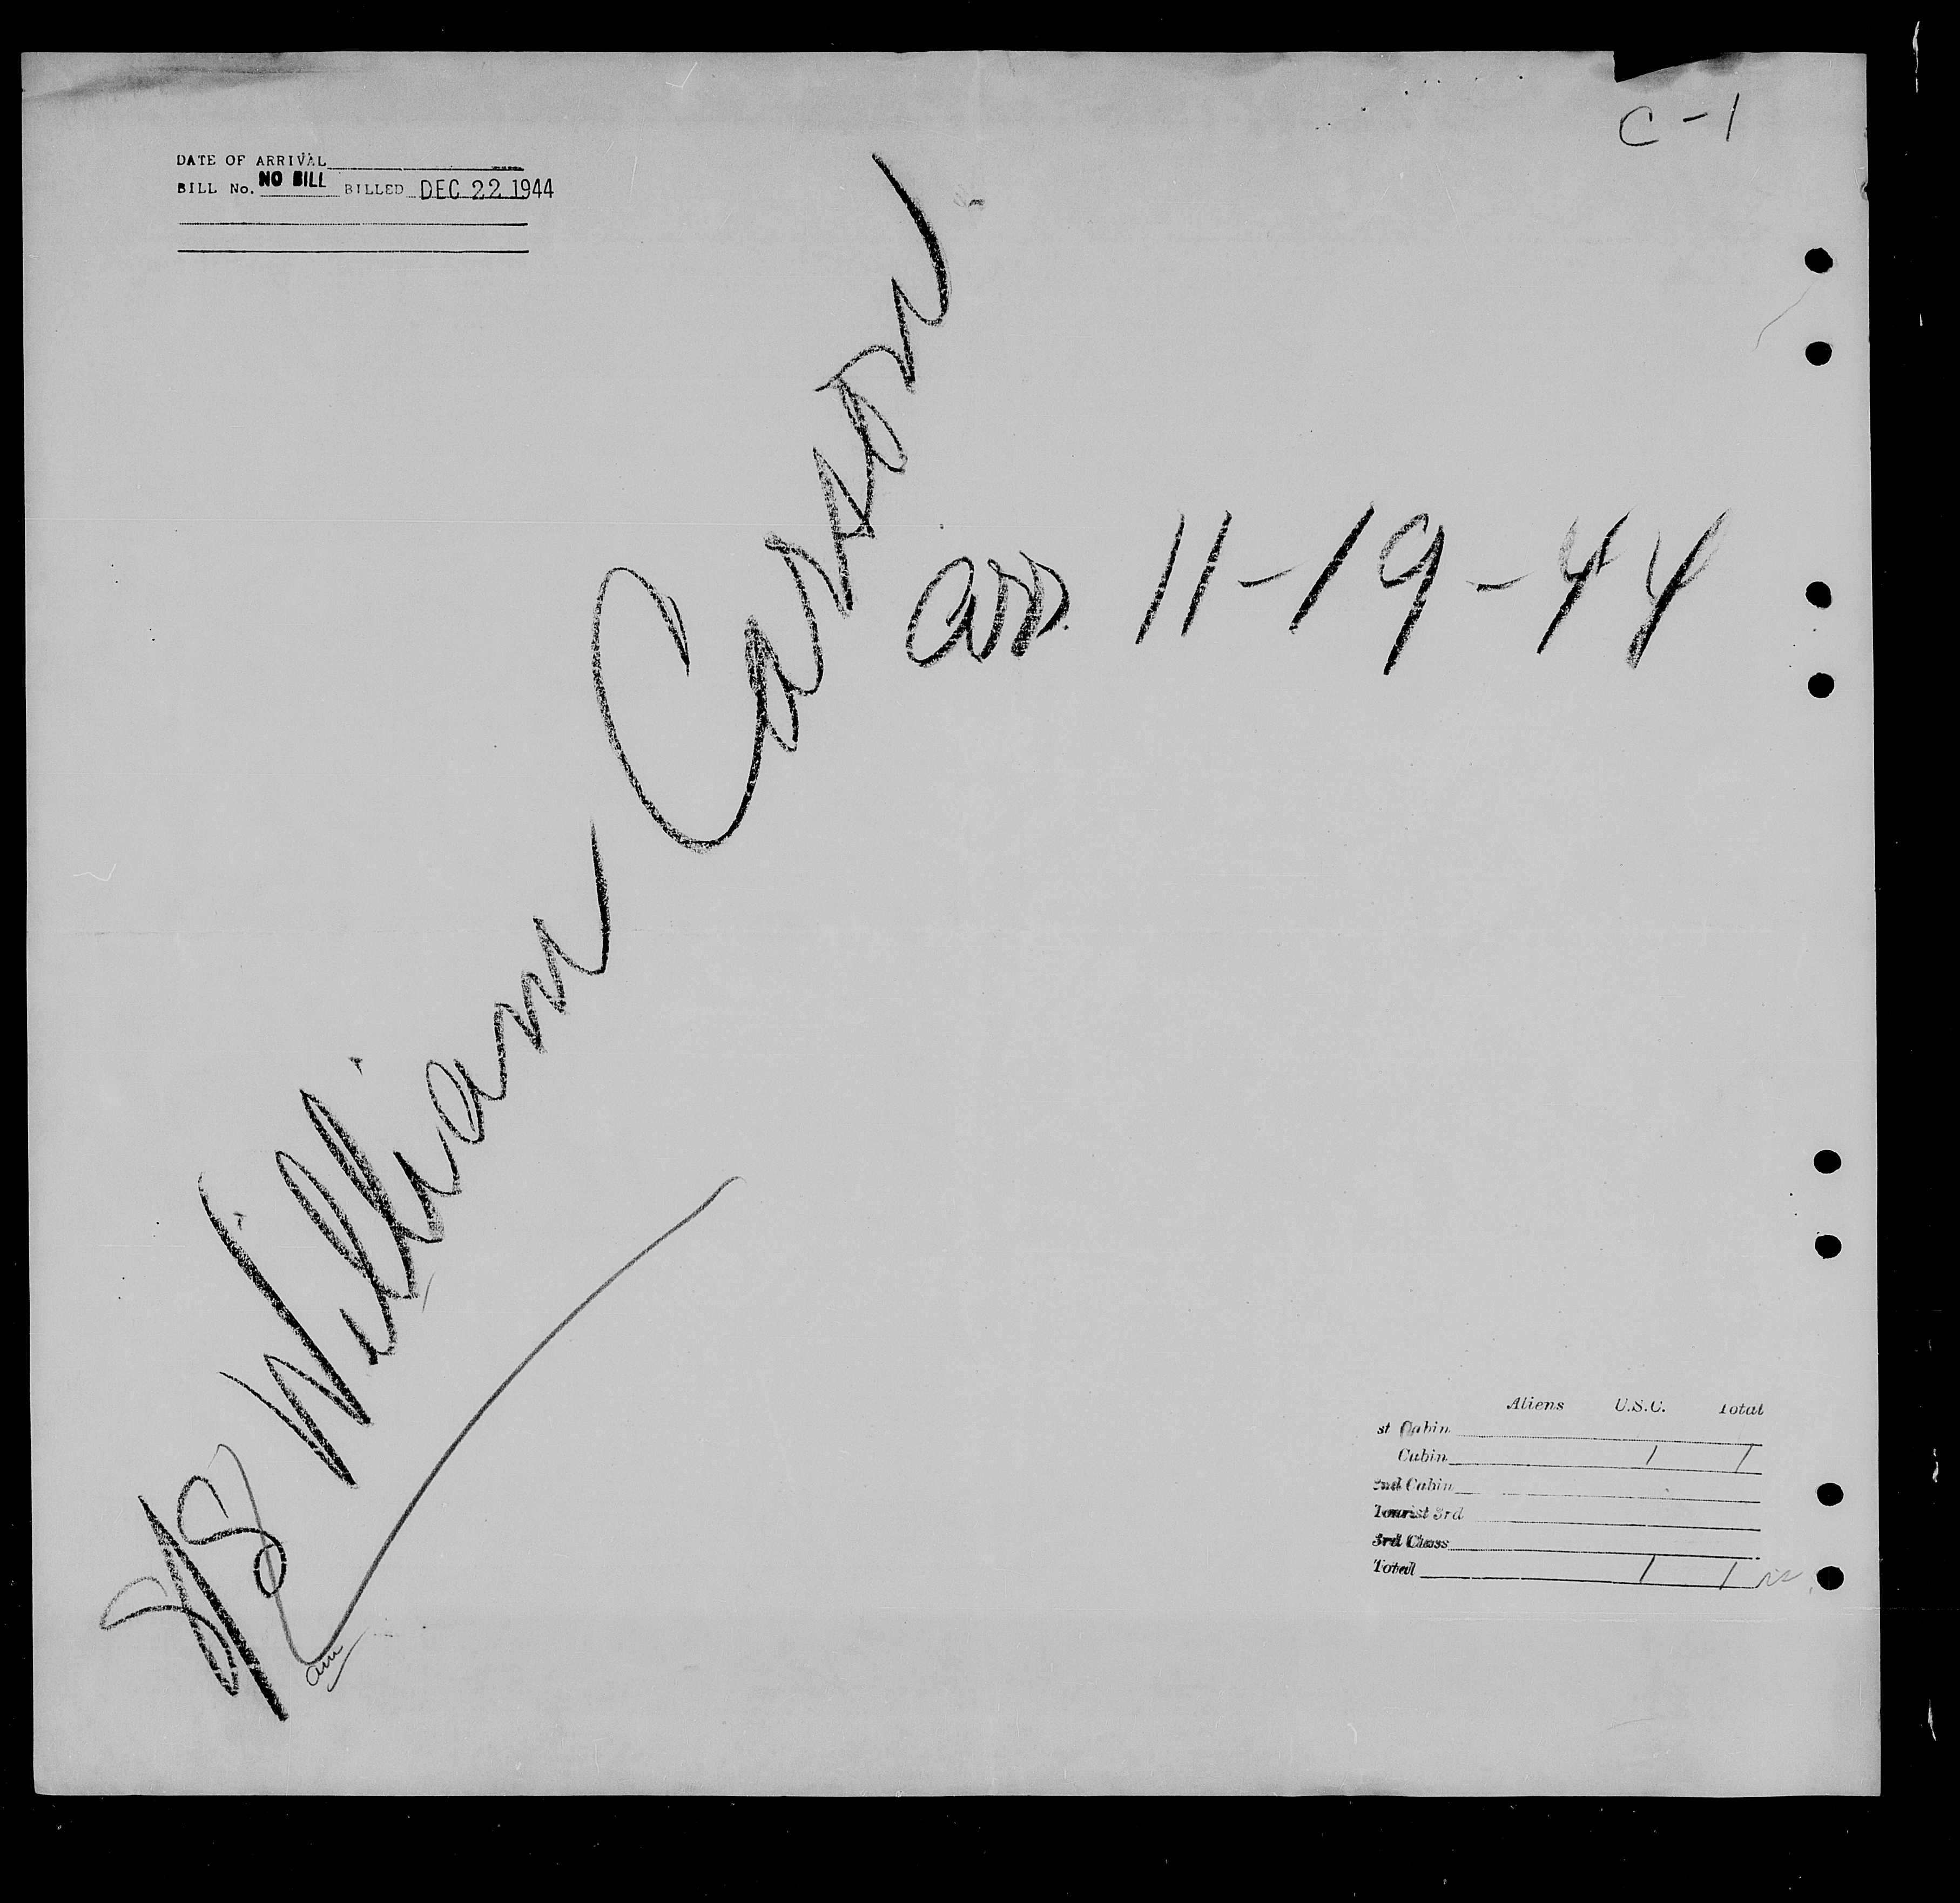 C-1
DATE OF ARRIVAL
BILL No. NO BILL BILLED DEC 22 1944
S/S William Carson
arr. 11-19-44
Aliens U.S.C. Total
st Cabin
Cabin 1 1
2nd Cabin
Tourist 3rd
3rd Class
Total 1 1
am